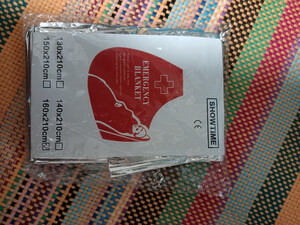 SHOWTIME CE
EMERGENCY
BLANKET
130x210cm 140x210cm
150x210cm 160x210cm